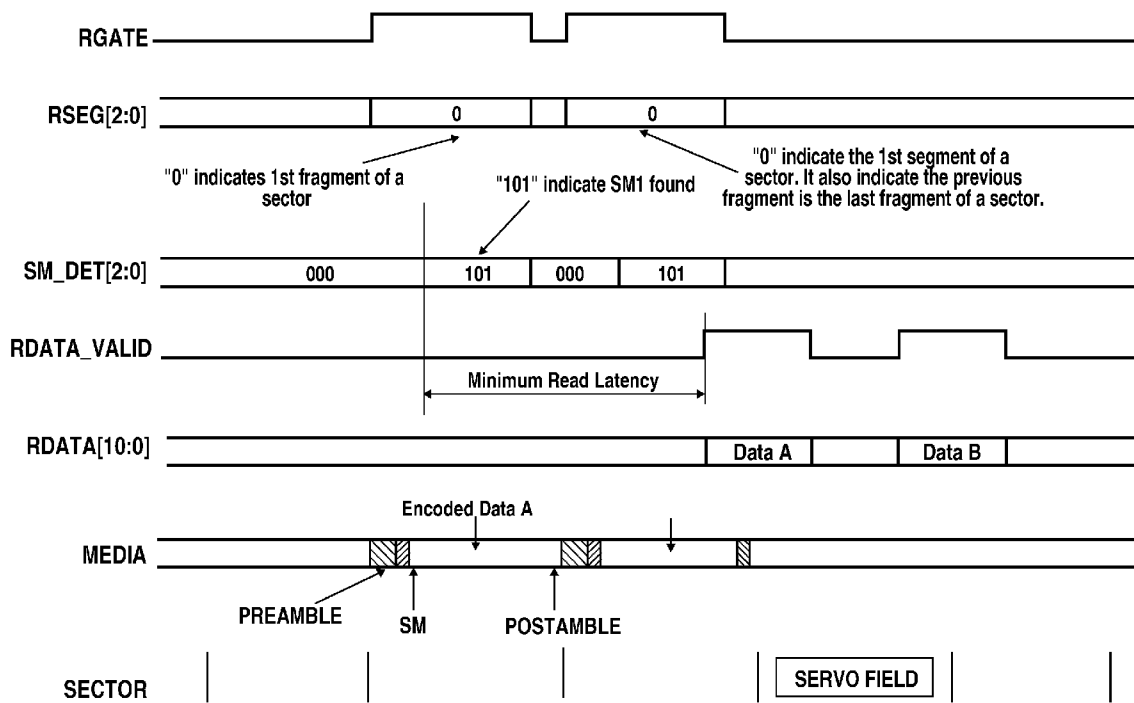 RGATE
RSEG[2:0]
0
0
"0" indicates 1st fragment of a
sector
"101" indicate SM1 found
"0" indicate the 1st segment of a
sector. It also indicate the previous
fragment is the last fragment of a sector.
SM_DET[2:0]
000
101
000
101
RDATA_VALID
Minimum Read Latency
RDATA[10:0]
Data A
Data B
Encoded Data A
MEDIA
PREAMBLE
SM
POSTAMBLE
SECTOR
SERVO FIELD